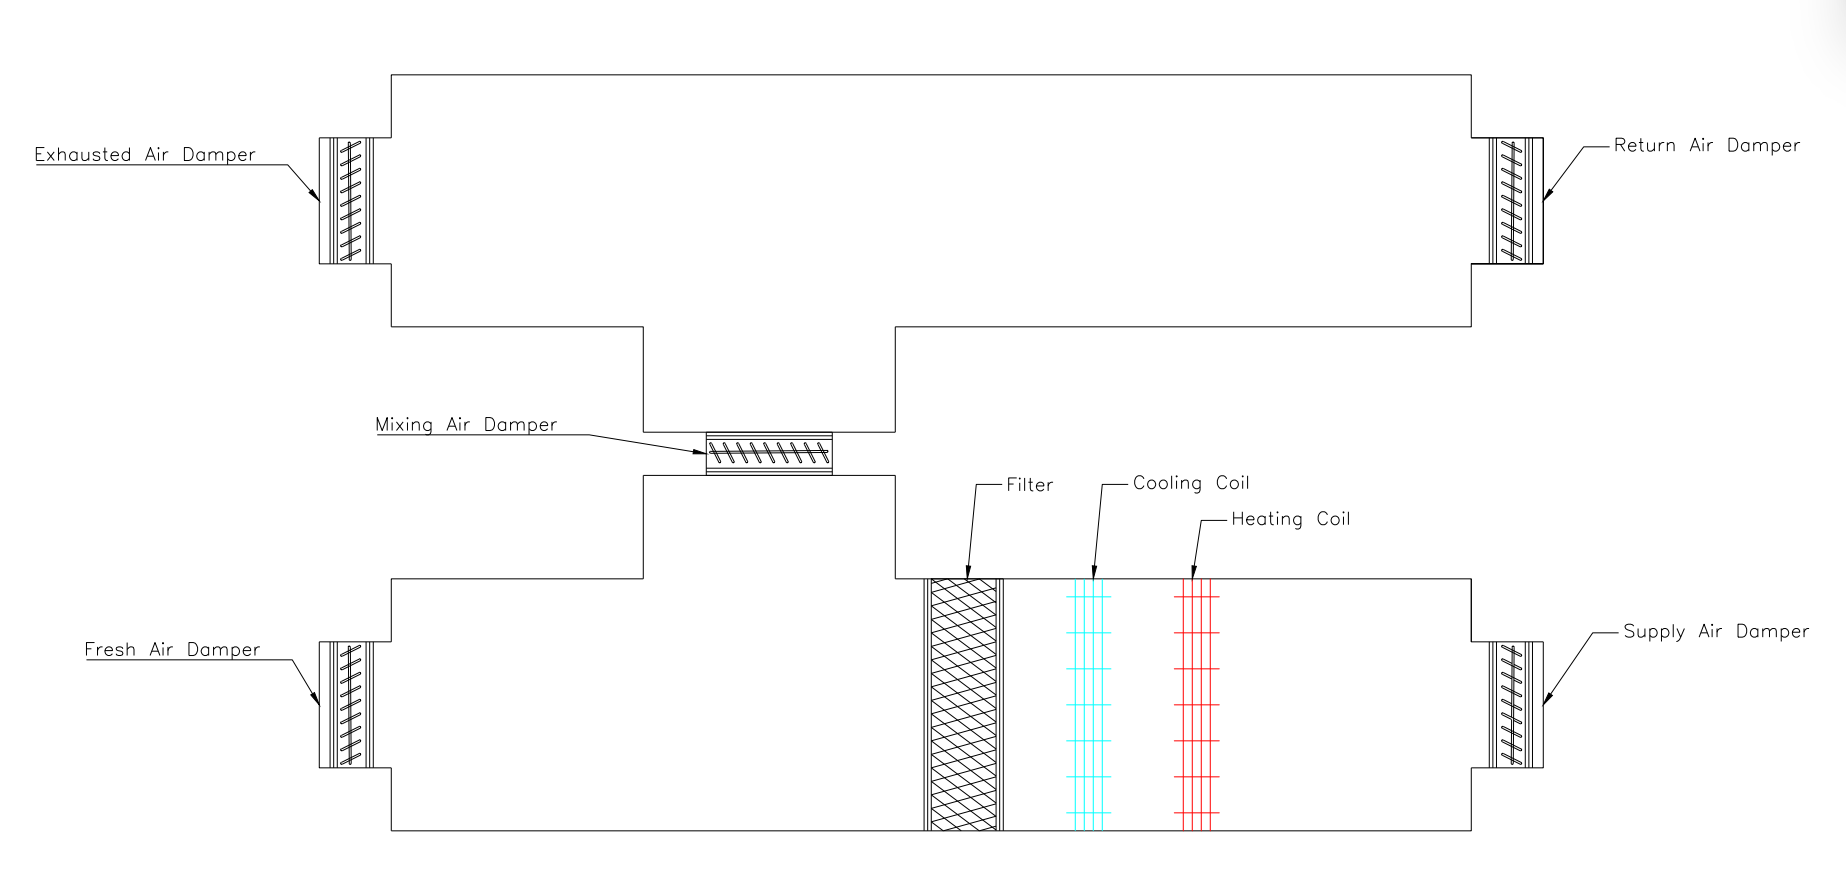 Exhausted Air Damper
Return Air Damper
Mixing Air Damper
Filter
Cooling Coil
Heating Coil
Fresh Air Damper
Supply Air Damper